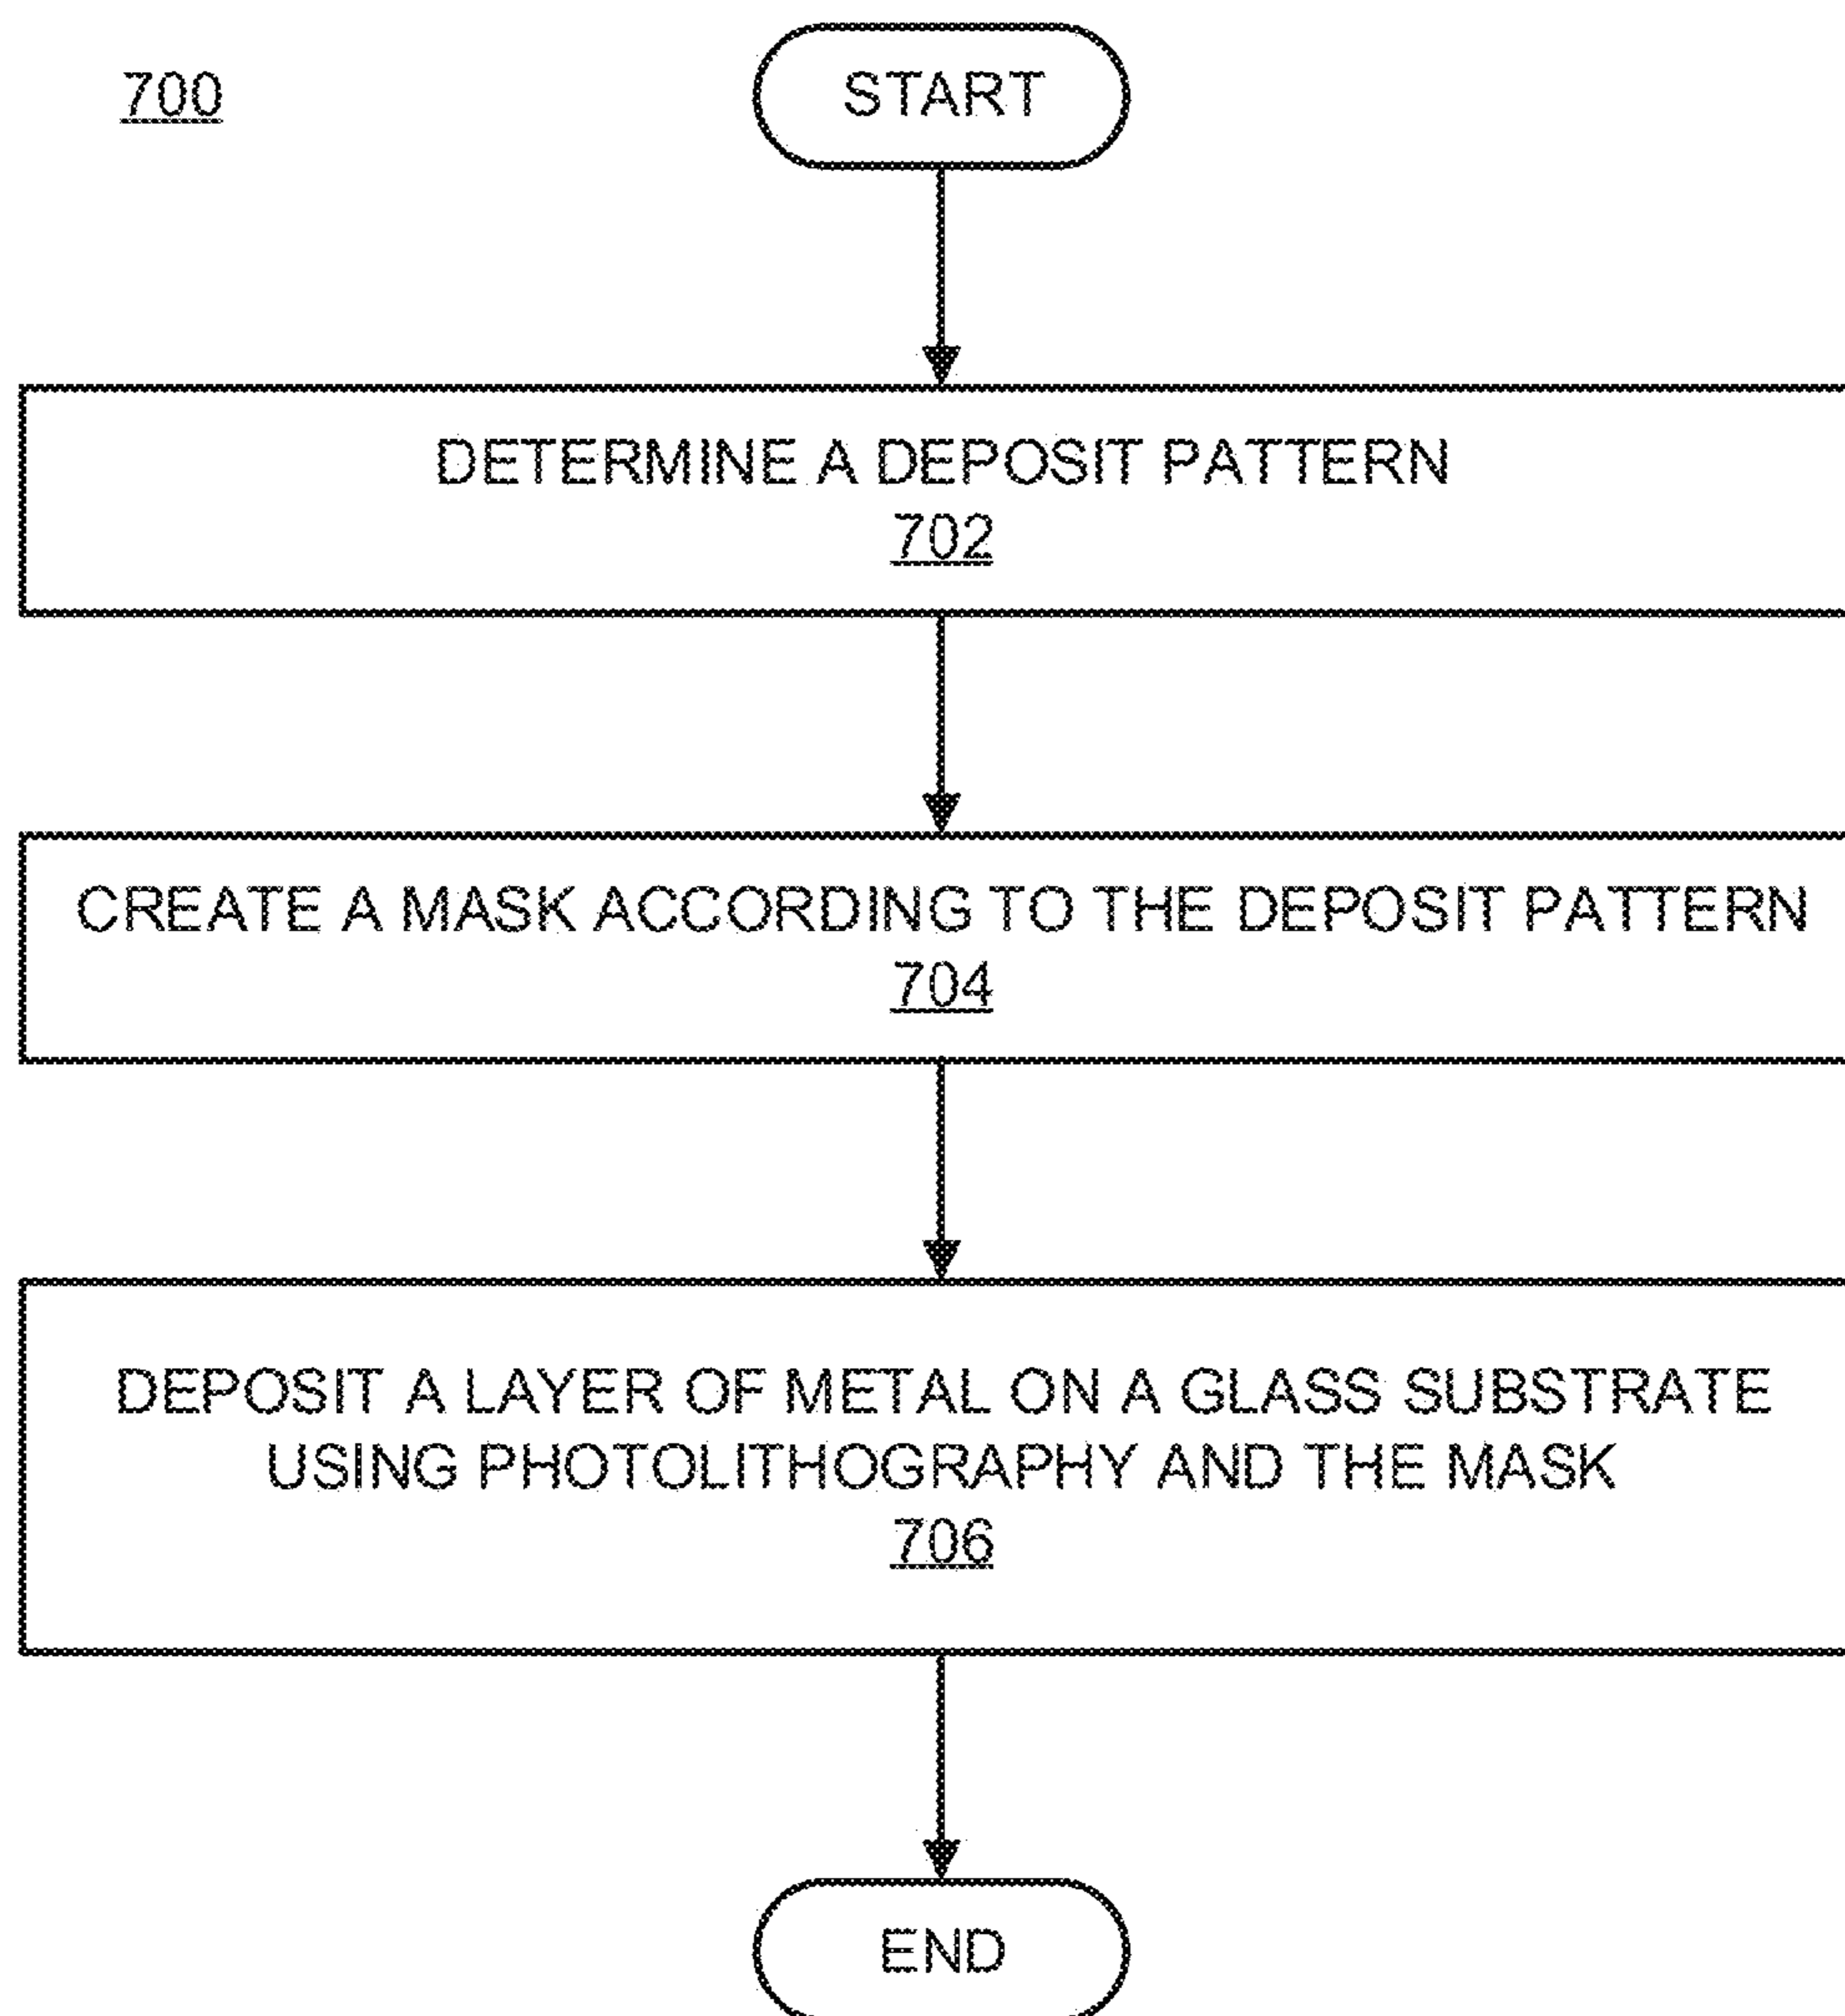 700
START
DETERMINE A DEPOSIT PATTERN
702
CREATE A MASK ACCORDING TO THE DEPOSIT PATTERN
704
DEPOSIT A LAYER OF METAL ON A GLASS SUBSTRATE
USING PHOTOLITHOGRAPHY AND THE MASK
706
END